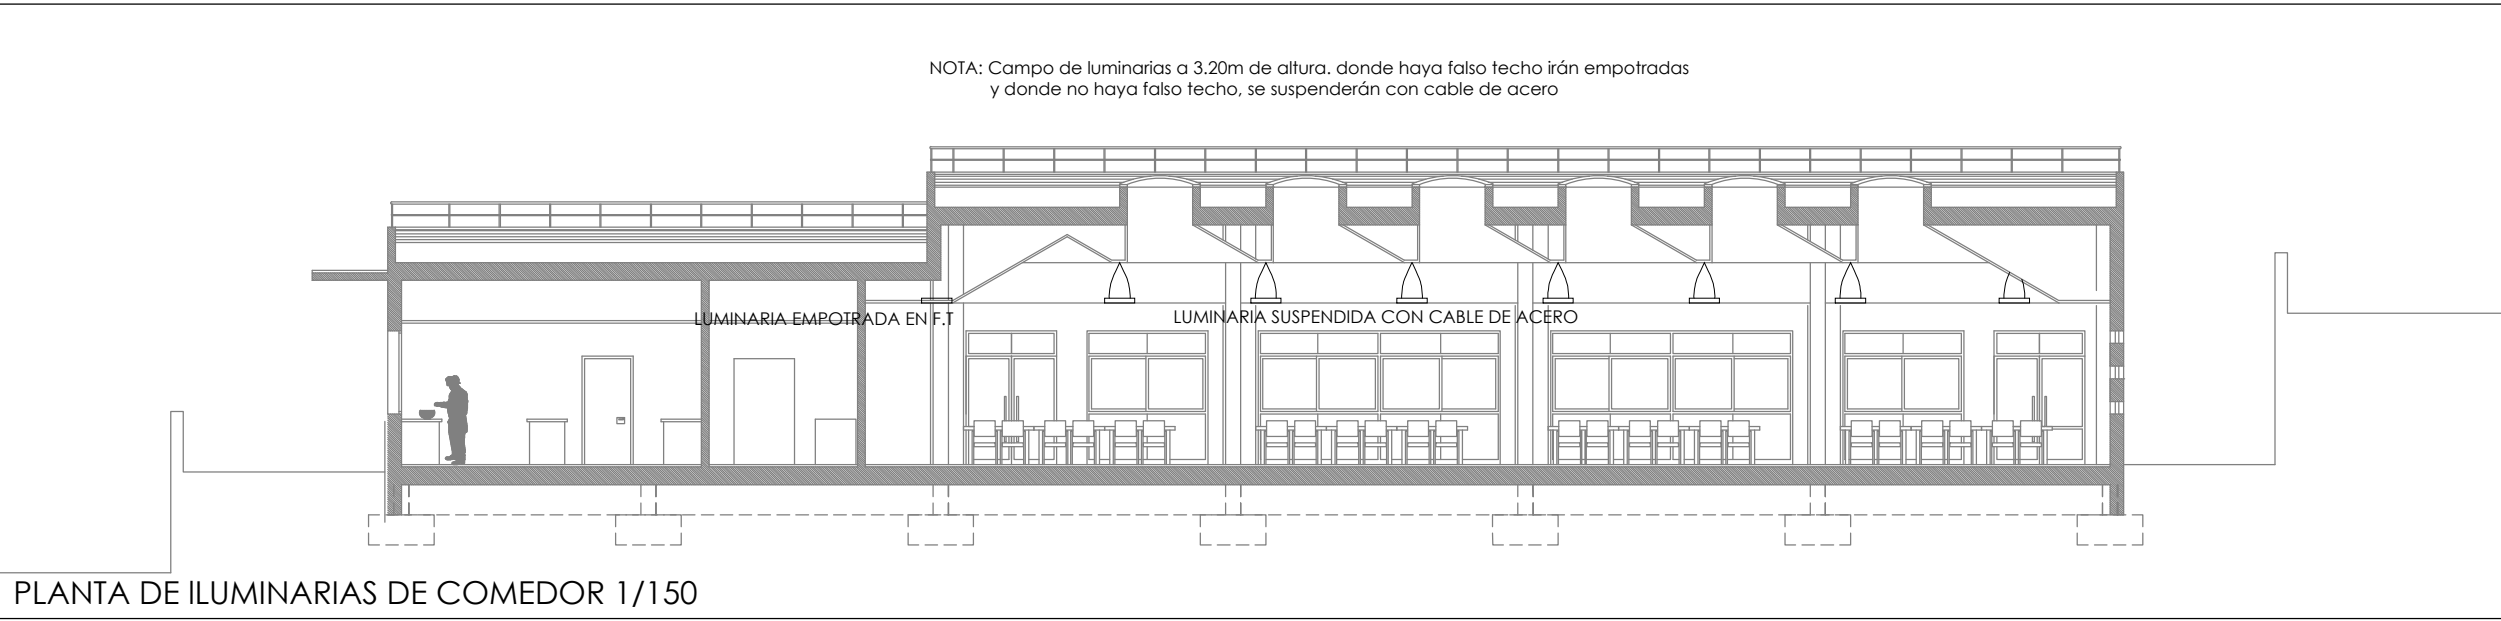 NOTA: Campo de luminarias a 3.20m de altura. donde haya falso techo irán empotradas
y donde no haya falso techo, se suspenderán con cable de acero
LUMINARIA EMPOTRADA EN F.T
LUMINARIA SUSPENDIDA CON CABLE DE ACERO
PLANTA DE ILUMINARIAS DE COMEDOR 1/150